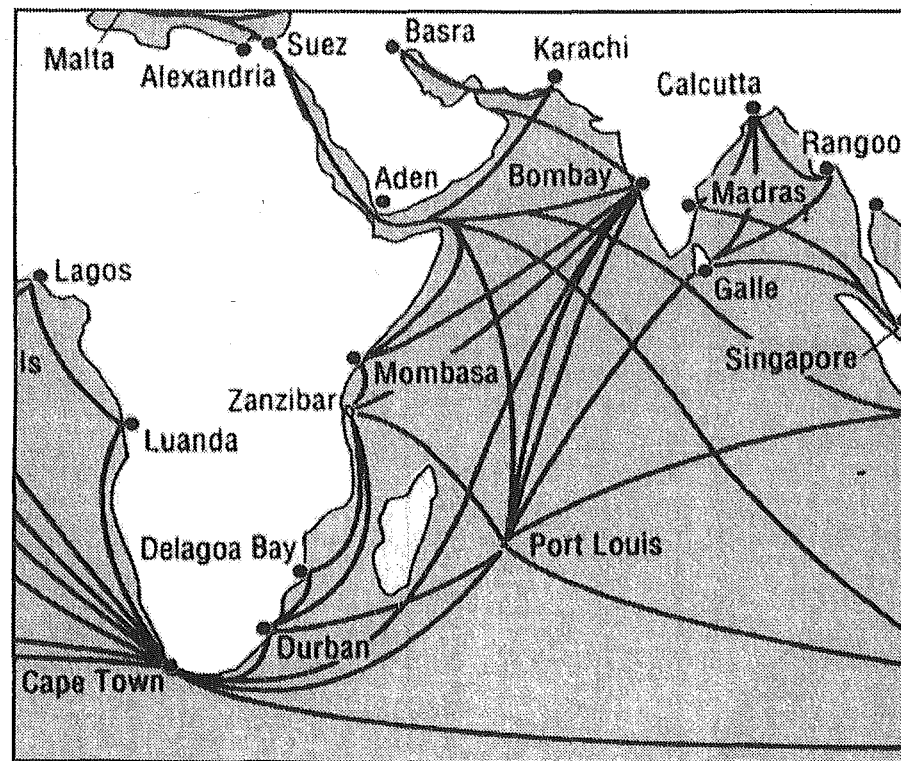 Malta
Suez
Alexandria
Basra
Karachi
Calcutta
Rangoo
Aden
Bombay
Madras
Lagos
Galle
ls
Mombasa
Singapore
Zanzibar
Luanda
Delagoa Bay
Port Louis
Durban
Cape Town